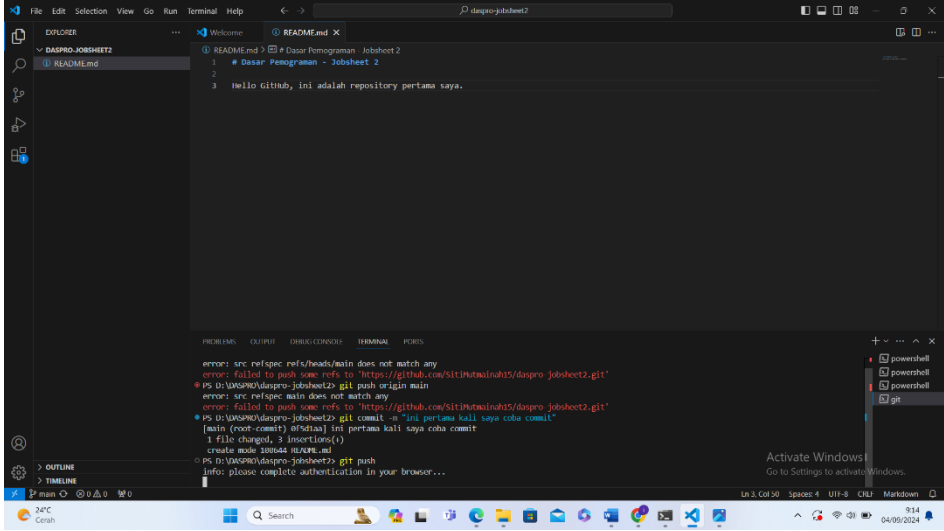 File Edit Selection View Go Run Terminal Help
daspro-jobsheet2
EXPLORER
Welcome
README.md
DASPRO-JOBSHEET2
README.md
README.md > # Dasar Pemograman - Jobsheet 2
1 # Dasar Pemograman - Jobsheet 2
2
3 Hello GitHub, ini adalah repository pertama saya.
PROBLEMS OUTPUT DEBUG CONSOLE TERMINAL PORTS
error: src refspec refs/heads/main does not match any
error: failed to push some refs to 'https://github.com/SitiMutmainah15/daspro-jobsheet2.git'
PS D:\DASPRO\daspro-jobsheet2> git push origin main
error: src refspec main does not match any
error: failed to push some refs to 'https://github.com/SitiMutmainah15/daspro-jobsheet2.git'
PS D:\DASPRO\daspro-jobsheet2> git commit -m "ini pertama kali saya coba commit"
[main (root-commit) 0f5d1aa] ini pertama kali saya coba commit
1 file changed, 3 insertions(+)
create mode 100644 README.md
PS D:\DASPRO\daspro-jobsheet2> git push
info: please complete authentication in your browser...
powershell
powershell
powershell
git
Activate Windows
Go to Settings to activate Windows.
OUTLINE
TIMELINE
main 0 0 0 Ln 3, Col 50 Spaces: 4 UTF-8 CRLF Markdown
24°C
Cerah
Search
9:14
04/09/2024